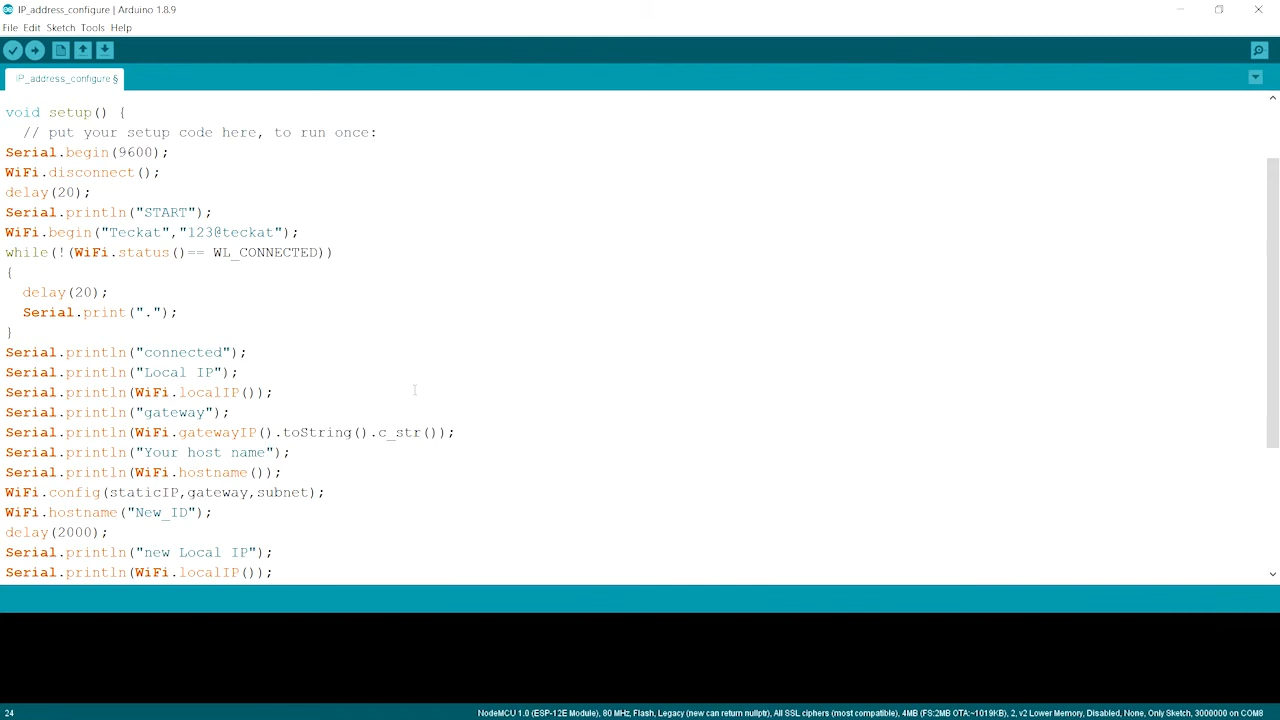 IP_address_configure | Arduino 1.8.9
File Edit Sketch Tools Help
IP_address_configure §
void setup() {
  // put your setup code here, to run once:
Serial.begin(9600);
WiFi.disconnect();
delay(20);
Serial.println("START");
WiFi.begin("Teckat","123@teckat");
while(!(WiFi.status()== WL_CONNECTED))
{
  delay(20);
  Serial.print(".");
}
Serial.println("connected");
Serial.println("Local IP");
Serial.println(WiFi.localIP());
Serial.println("gateway");
Serial.println(WiFi.gatewayIP().toString().c_str());
Serial.println("Your host name");
Serial.println(WiFi.hostname());
WiFi.config(staticIP,gateway,subnet);
WiFi.hostname("New_ID");
delay(2000);
Serial.println("new Local IP");
Serial.println(WiFi.localIP());
24 NodeMCU 1.0 (ESP-12E Module), 80 MHz, Flash, Legacy (new can return nullptr), All SSL ciphers (most compatible), 4MB (FS:2MB OTA:~1019KB), 2, v2 Lower Memory, Disabled, None, Only Sketch, 3000000 on COM8